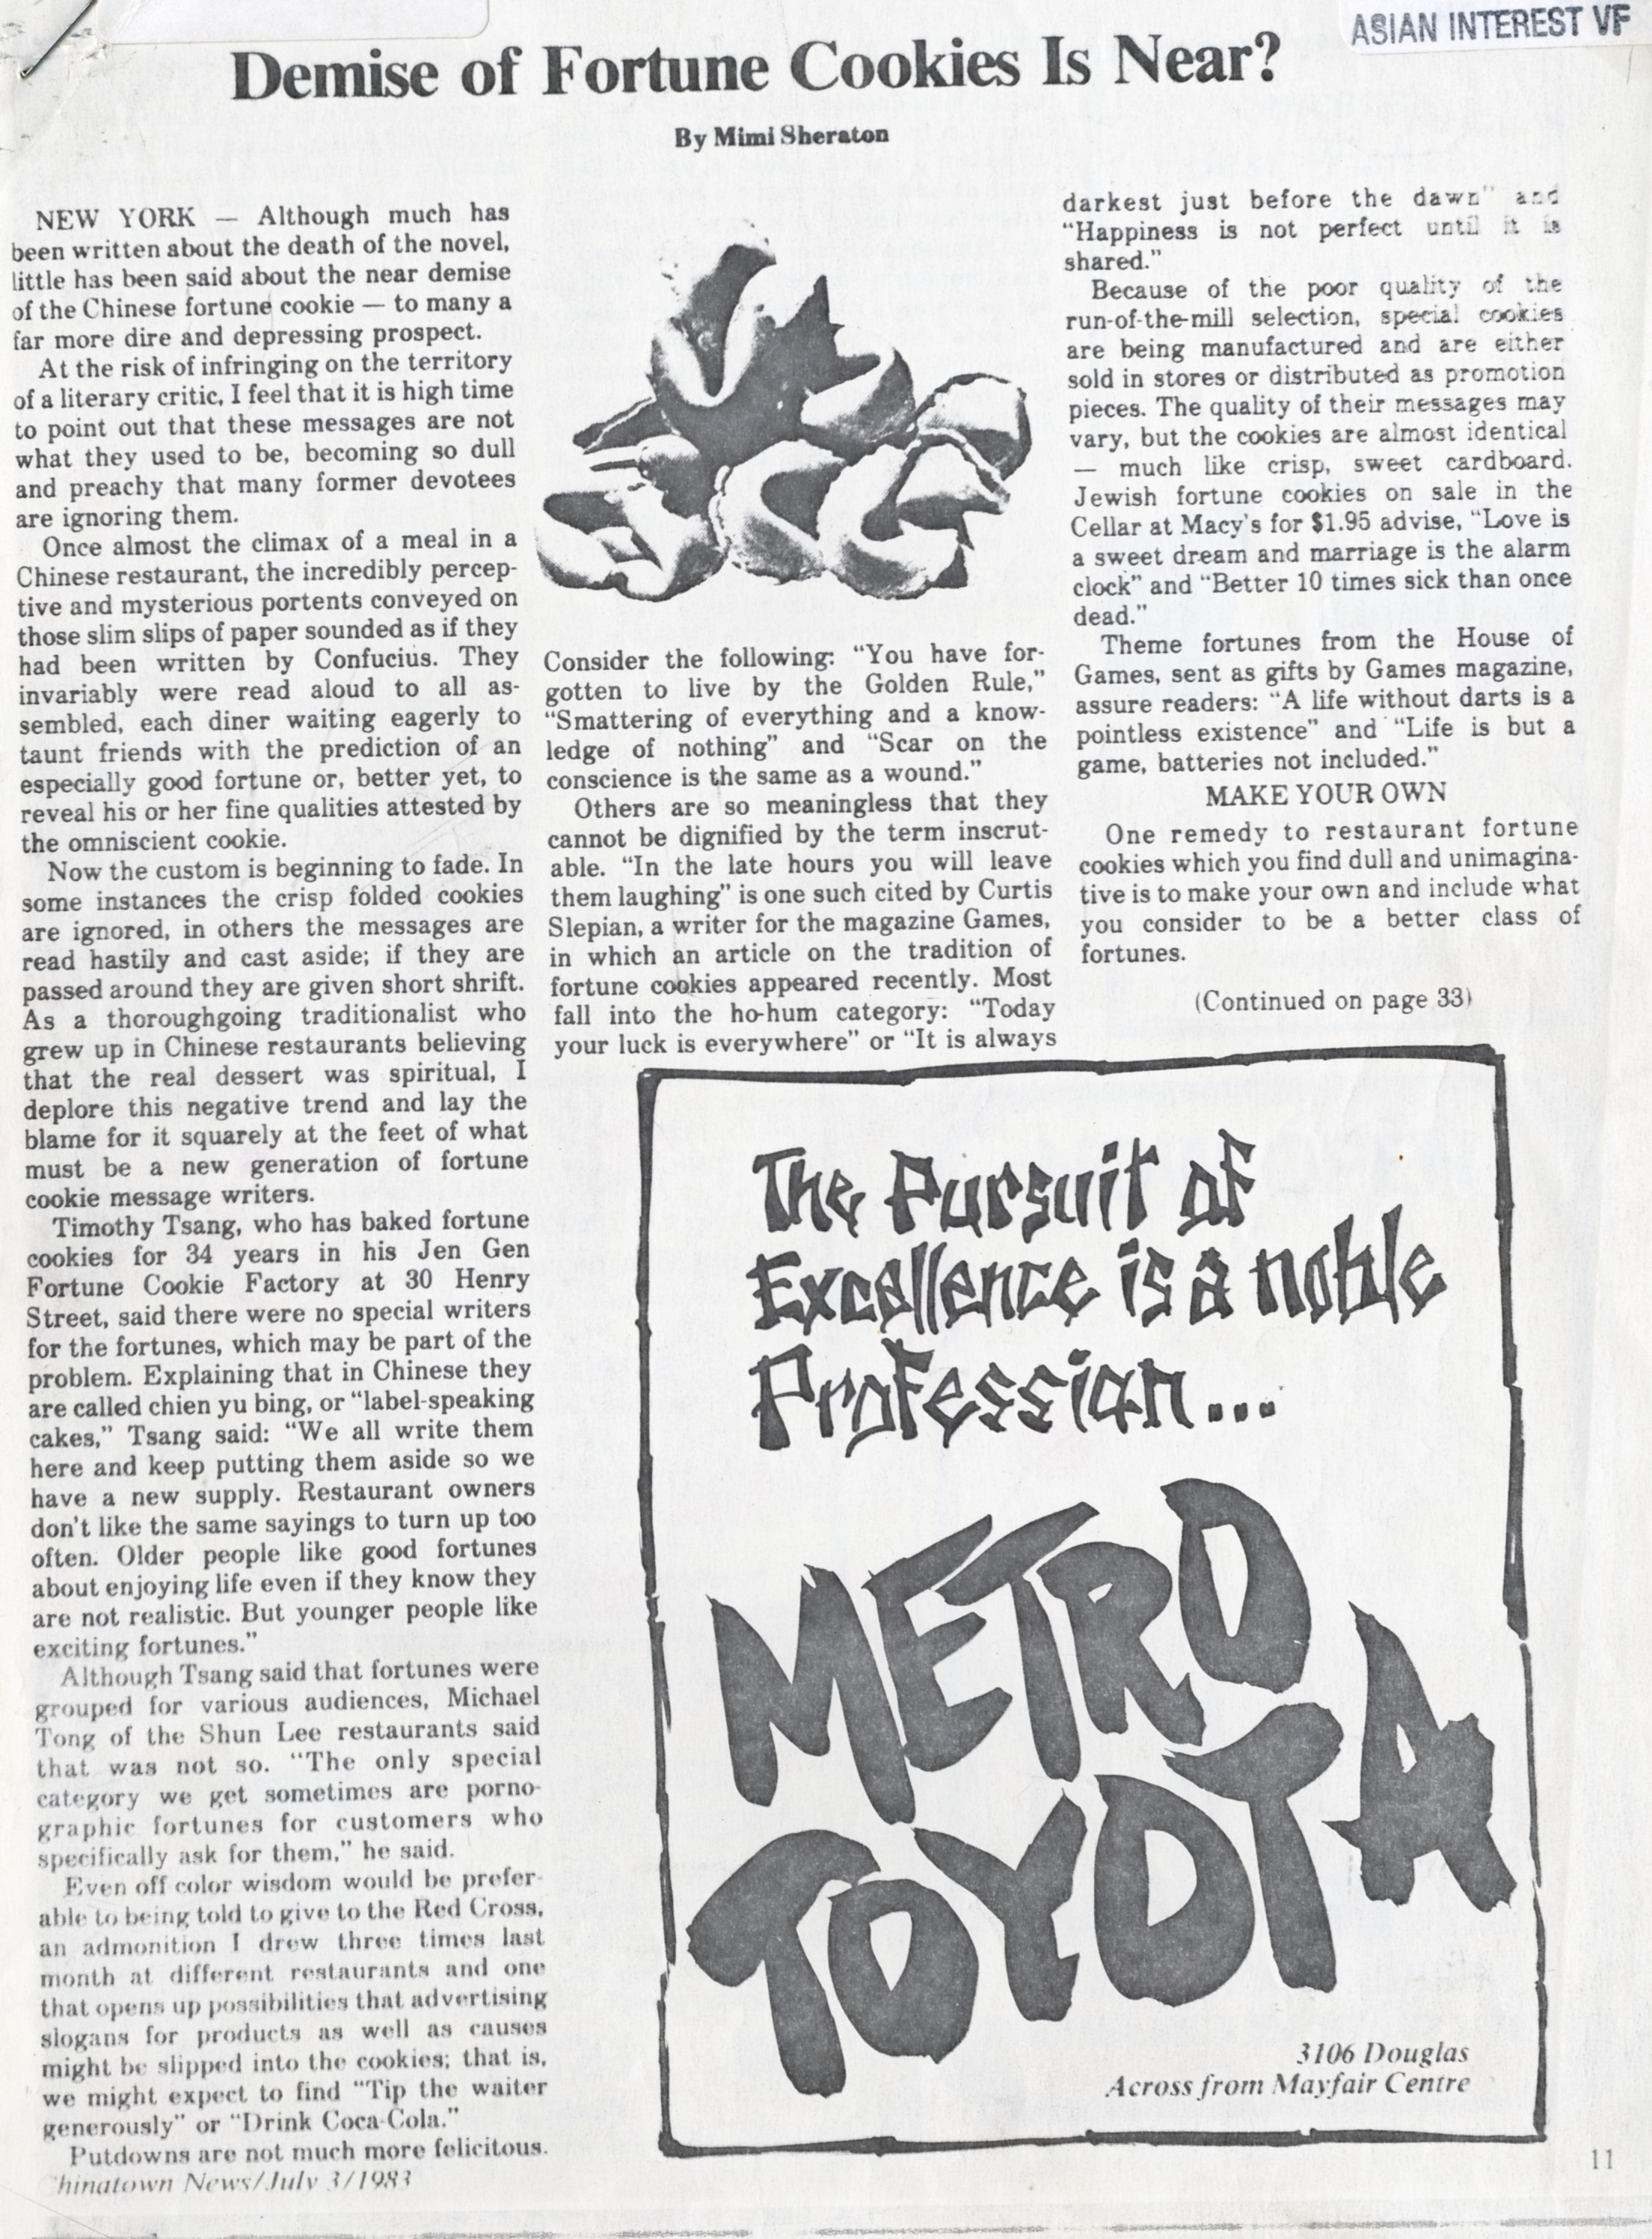 ASIAN INTEREST VF
Demise of Fortune Cookies Is Near?
By Mimi Sheraton
NEW YORK — Although much has
been written about the death of the novel,
little has been said about the near demise
of the Chinese fortune cookie — to many a
far more dire and depressing prospect.
At the risk of infringing on the territory
of a literary critic, I feel that it is high time
to point out that these messages are not
what they used to be, becoming so dull
and preachy that many former devotees
are ignoring them.
Once almost the climax of a meal in a
Chinese restaurant, the incredibly percep-
tive and mysterious portents conveyed on
those slim slips of paper sounded as if they
had been written by Confucius. They
invariably were read aloud to all as-
sembled, each diner waiting eagerly to
taunt friends with the prediction of an
especially good fortune or, better yet, to
reveal his or her fine qualities attested by
the omniscient cookie.
Now the custom is beginning to fade. In
some instances the crisp folded cookies
are ignored, in others the messages are
read hastily and cast aside; if they are
passed around they are given short shrift.
As a thoroughgoing traditionalist who
grew up in Chinese restaurants believing
that the real dessert was spiritual, I
deplore this negative trend and lay the
blame for it squarely at the feet of what
must be a new generation of fortune
cookie message writers.
Timothy Tsang, who has baked fortune
cookies for 34 years in his Jen Gen
Fortune Cookie Factory at 30 Henry
Street, said there were no special writers
for the fortunes, which may be part of the
problem. Explaining that in Chinese they
are called chien yu bing, or “label-speaking
cakes,” Tsang said: “We all write them
here and keep putting them aside so we
have a new supply. Restaurant owners
don’t like the same sayings to turn up too
often. Older people like good fortunes
about enjoying life even if they know they
are not realistic. But younger people like
exciting fortunes.”
Although Tsang said that fortunes were
grouped for various audiences, Michael
Tong of the Shun Lee restaurants said
that was not so. “The only special
category we get sometimes are porno-
graphic fortunes for customers who
specifically ask for them,” he said.
Even off color wisdom would be prefer-
able to being told to give to the Red Cross,
an admonition I drew three times last
month at different restaurants and one
that opens up possibilities that advertising
slogans for products as well as causes
might be slipped into the cookies; that is,
we might expect to find “Tip the waiter
generously” or “Drink Coca-Cola.”
Putdowns are not much more felicitous.
Consider the following: “You have for-
gotten to live by the Golden Rule,”
“Smattering of everything and a know-
ledge of nothing” and “Scar on the
conscience is the same as a wound.”
Others are so meaningless that they
cannot be dignified by the term inscrut-
able. “In the late hours you will leave
them laughing” is one such cited by Curtis
Slepian, a writer for the magazine Games,
in which an article on the tradition of
fortune cookies appeared recently. Most
fall into the ho-hum category: “Today
your luck is everywhere” or “It is always
darkest just before the dawn” and
“Happiness is not perfect until it is
shared.”
Because of the poor quality of the
run-of-the-mill selection, special cookies
are being manufactured and are either
sold in stores or distributed as promotion
pieces. The quality of their messages may
vary, but the cookies are almost identical
— much like crisp, sweet cardboard.
Jewish fortune cookies on sale in the
Cellar at Macy’s for $1.95 advise, “Love is
a sweet dream and marriage is the alarm
clock” and “Better 10 times sick than once
dead.”
Theme fortunes from the House of
Games, sent as gifts by Games magazine,
assure readers: “A life without darts is a
pointless existence” and “Life is but a
game, batteries not included.”
MAKE YOUR OWN
One remedy to restaurant fortune
cookies which you find dull and unimagina-
tive is to make your own and include what
you consider to be a better class of
fortunes.
(Continued on page 33)
The Pursuit of
Excellence is a noble
Profession...
METRO
TOYOTA
3106 Douglas
Across from Mayfair Centre
hinatown News/July 3/1983
11